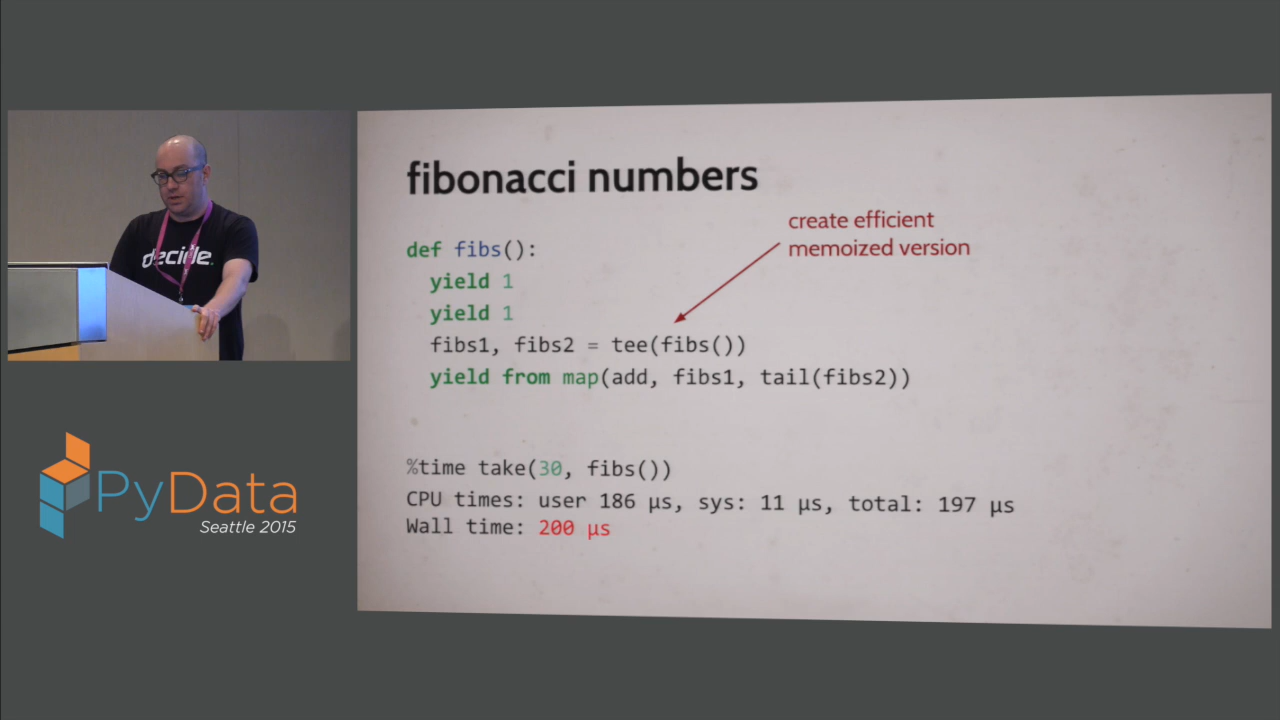 fibonacci numbers
create efficient
memoized version
def fibs():
yield 1
yield 1
fibs1, fibs2 = tee(fibs())
yield from map(add, fibs1, tail(fibs2))
%time take(30, fibs())
CPU times: user 186 µs, sys: 11 µs, total: 197 µs
Wall time: 200 µs
decide.
PyData
Seattle 2015